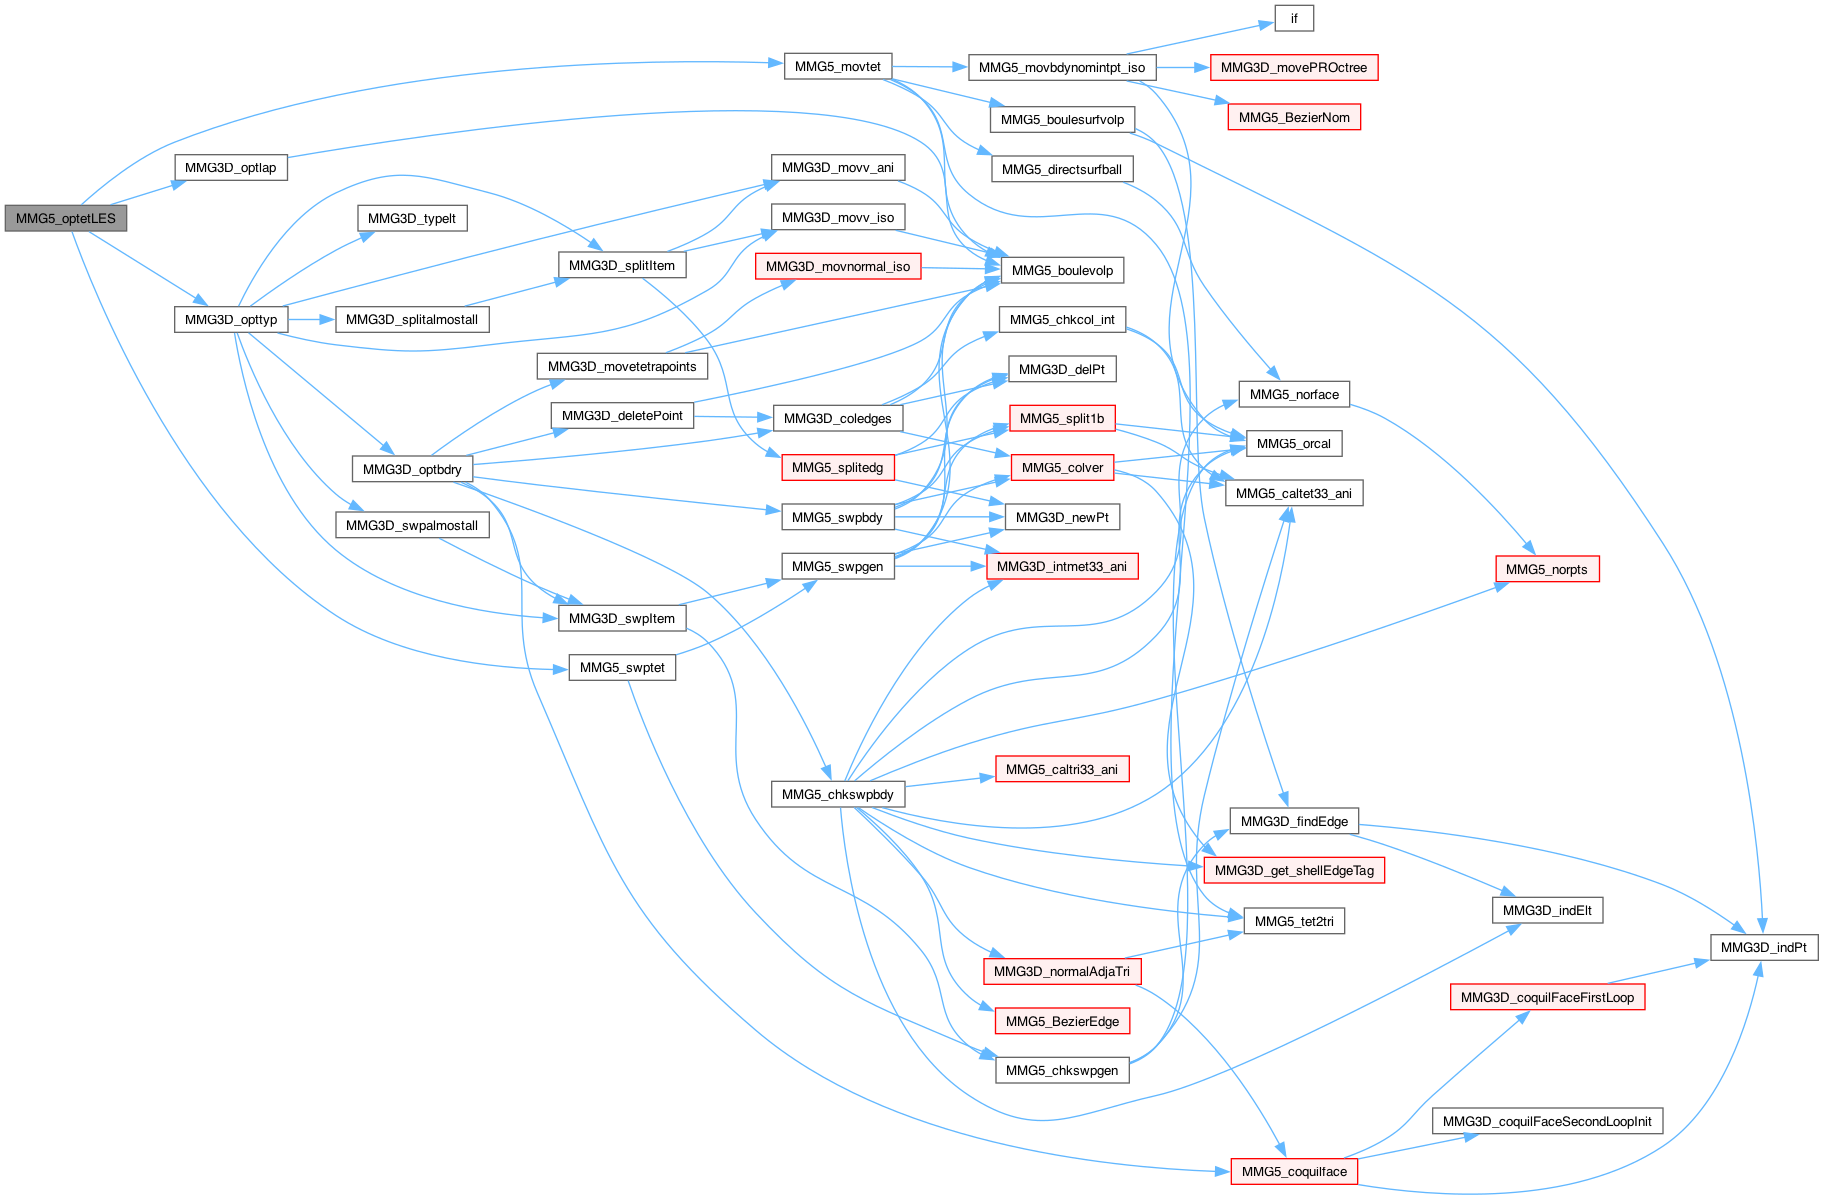 MMG5_optetLES
MMG3D_optlap
MMG3D_opttyp
MMG3D_typelt
MMG3D_splitalmostall
MMG3D_optbdry
MMG3D_swpalmostall
MMG3D_splitItem
MMG3D_movetetrapoints
MMG3D_deletePoint
MMG3D_swpItem
MMG5_swptet
MMG5_movtet
MMG3D_movv_ani
MMG3D_movv_iso
MMG3D_movnormal_iso
MMG3D_coledges
MMG5_splitedg
MMG5_swpbdy
MMG5_swpgen
MMG5_chkswpbdy
MMG5_movbdynomintpt_iso
MMG5_boulesurfvolp
MMG5_directsurfball
MMG5_boulevolp
MMG5_chkcol_int
MMG3D_delPt
MMG5_split1b
MMG5_colver
MMG3D_newPt
MMG3D_intmet33_ani
MMG5_caltri33_ani
MMG3D_normalAdjaTri
MMG5_BezierEdge
MMG5_chkswpgen
if
MMG3D_movePROctree
MMG5_BezierNom
MMG5_norface
MMG5_orcal
MMG5_caltet33_ani
MMG3D_findEdge
MMG3D_get_shellEdgeTag
MMG5_tet2tri
MMG5_coquilface
MMG5_norpts
MMG3D_indElt
MMG3D_coquilFaceFirstLoop
MMG3D_coquilFaceSecondLoopInit
MMG3D_indPt